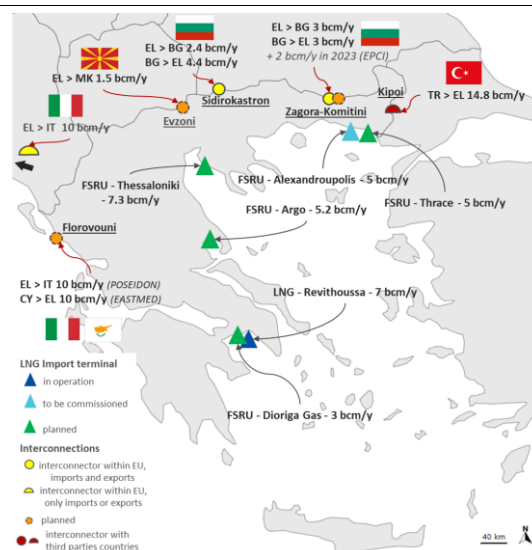 EL > BG 2.4 bcm/y
BG > EL 4.4 bcm/y
EL > BG 3 bcm/y
BG > EL 3 bcm/y
+ 2 bcm/y in 2023 (EPCI)
EL > MK 1.5 bcm/y
Sidirokastron
Kipoi
TR > EL 14.8 bcm/y
Evzoni
Zagora-Komitini
EL > IT 10 bcm/y
FSRU - Thessaloniki
- 7.3 bcm/y
FSRU - Alexandroupolis - 5 bcm/y
FSRU - Thrace - 5 bcm/y
FSRU - Argo - 5.2 bcm/y
Florovouni
EL > IT 10 bcm/y (POSEIDON)
CY > EL 10 bcm/y (EASTMED)
LNG - Revithoussa - 7 bcm/y
FSRU - Dioriga Gas - 3 bcm/y
LNG Import terminal
in operation
to be commissioned
planned
Interconnections
interconnector within EU,
imports and exports
interconnector within EU,
only imports or exports
planned
interconnector with
third parties countries
40 km
N